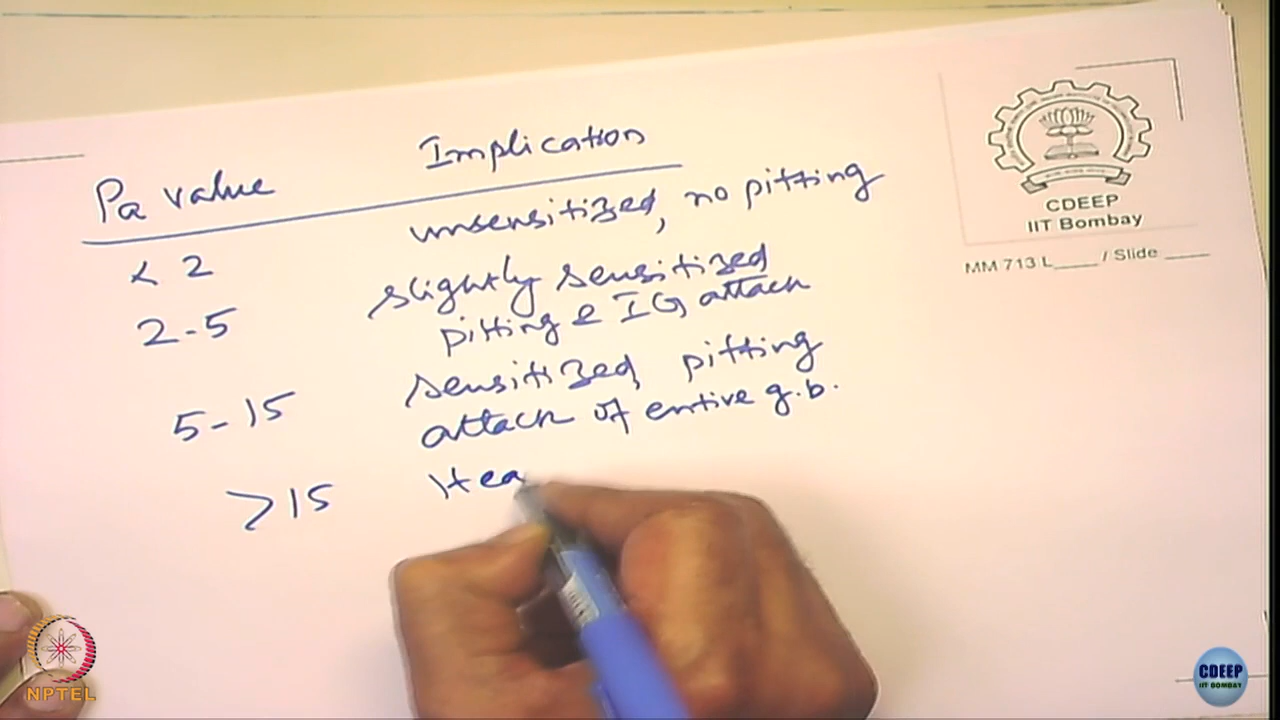 Pa value Implication
< 2 unsensitized, no pitting
2-5 slightly sensitized
pitting & IG attack
5-15 sensitized, pitting
attack of entire g.b.
>15 Hea
CDEEP
IIT Bombay
MM 713 L____ / Slide ____
NPTEL
CDEEP
IIT BOMBAY